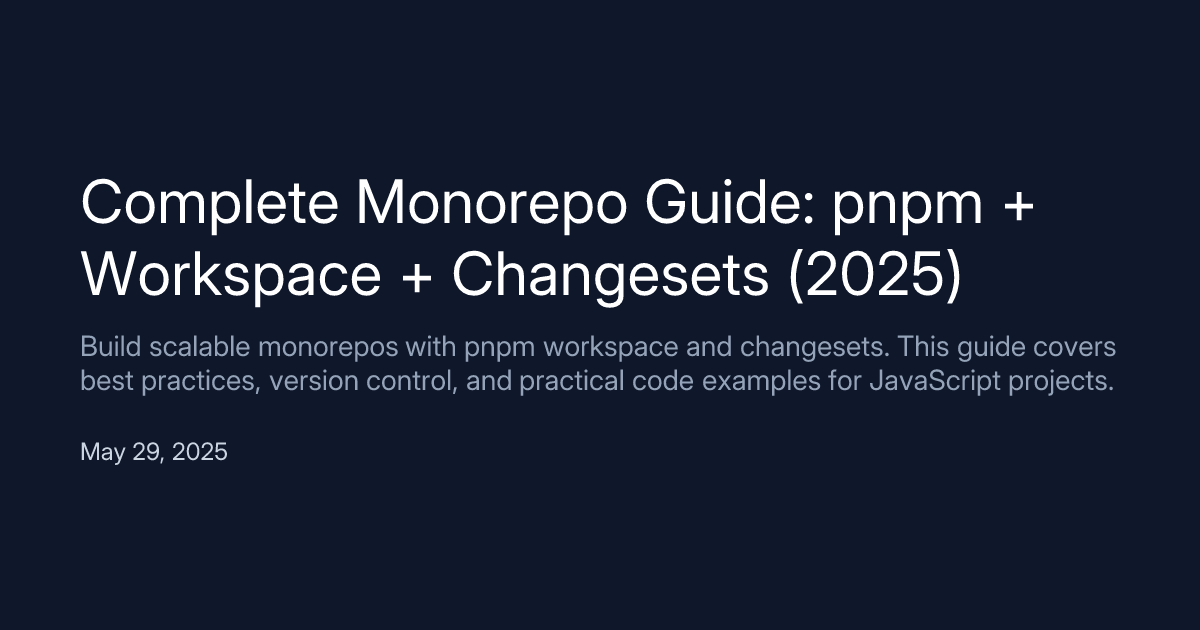 Complete Monorepo Guide: pnpm +
Workspace + Changesets (2025)
Build scalable monorepos with pnpm workspace and changesets. This guide covers
best practices, version control, and practical code examples for JavaScript projects.
May 29, 2025